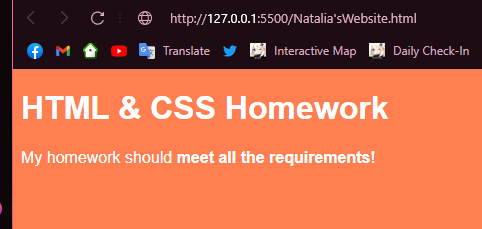 http://127.0.0.1:5500/Natalia'sWebsite.html
Translate Interactive Map Daily Check-In
HTML & CSS Homework
My homework should meet all the requirements!